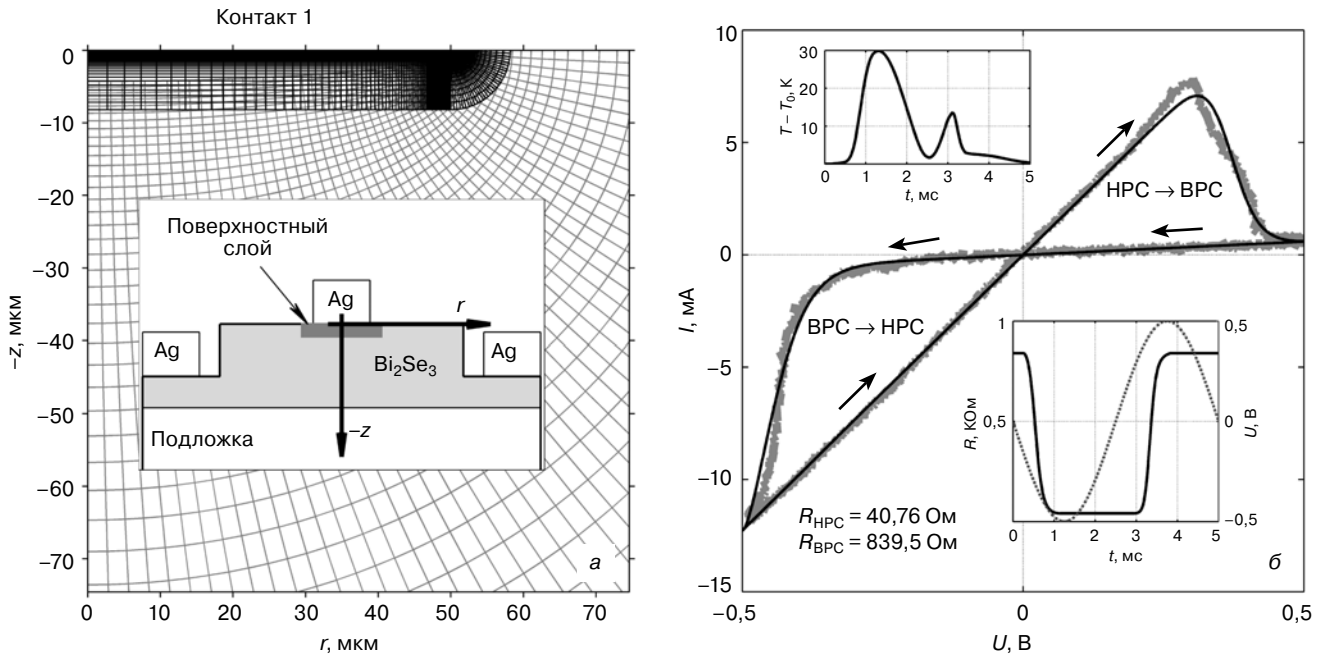 Контакт 1
0
−10
−20
−30
−40
−50
−60
−70
−z, мкм
0
10
20
30
40
50
60
70
r, мкм
Поверхностный
слой
Ag
r
Ag
Ag
Bi₂Se₃
−z
Подложка
а
10
5
0
−5
−10
−15
I, мА
−0,5
0
0,5
U, В
30
20
10
T − T₀, К
0
1
2
3
4
5
t, мс
НРС → ВРС
ВРС → НРС
R_НРС = 40,76 Ом
R_ВРС = 839,5 Ом
1
0,5
R, КОм
0,5
0
−0,5
U, В
0
1
2
3
4
5
t, мс
б